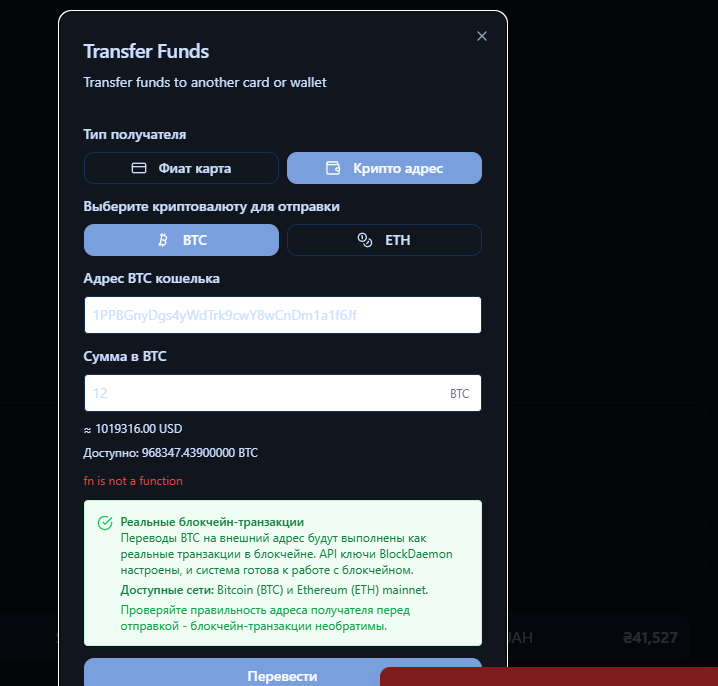 Transfer Funds
Transfer funds to another card or wallet
Тип получателя
Фиат карта
Крипто адрес
Выберите криптовалюту для отправки
BTC
ETH
Адрес BTC кошелька
1PPBGnyDgs4yWdTrk9cwY8wCnDm1a1f6Jf
Сумма в BTC
12
BTC
≈ 1019316.00 USD
Доступно: 968347.43900000 BTC
fn is not a function
Реальные блокчейн-транзакции
Переводы BTC на внешний адрес будут выполнены как
реальные транзакции в блокчейне. API ключи BlockDaemon
настроены, и система готова к работе с блокчейном.
Доступные сети: Bitcoin (BTC) и Ethereum (ETH) mainnet.
Проверяйте правильность адреса получателя перед
отправкой - блокчейн-транзакции необратимы.
₴41,527
Перевести